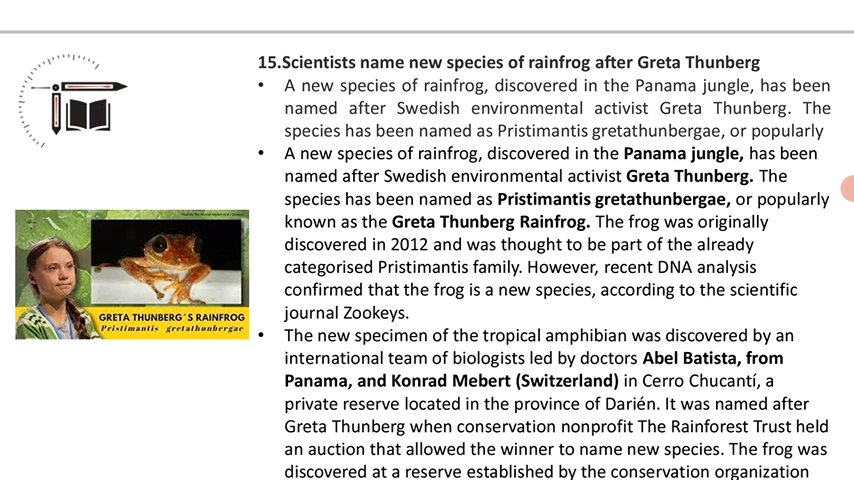 15.Scientists name new species of rainfrog after Greta Thunberg
• A new species of rainfrog, discovered in the Panama jungle, has been
named after Swedish environmental activist Greta Thunberg. The
species has been named as Pristimantis gretathunbergae, or popularly
• A new species of rainfrog, discovered in the Panama jungle, has been
named after Swedish environmental activist Greta Thunberg. The
species has been named as Pristimantis gretathunbergae, or popularly
known as the Greta Thunberg Rainfrog. The frog was originally
discovered in 2012 and was thought to be part of the already
categorised Pristimantis family. However, recent DNA analysis
confirmed that the frog is a new species, according to the scientific
journal Zookeys.
• The new specimen of the tropical amphibian was discovered by an
international team of biologists led by doctors Abel Batista, from
Panama, and Konrad Mebert (Switzerland) in Cerro Chucantí, a
private reserve located in the province of Darién. It was named after
Greta Thunberg when conservation nonprofit The Rainforest Trust held
an auction that allowed the winner to name new species. The frog was
discovered at a reserve established by the conservation organization
GRETA THUNBERG´S RAINFROG
Pristimantis gretathunbergae